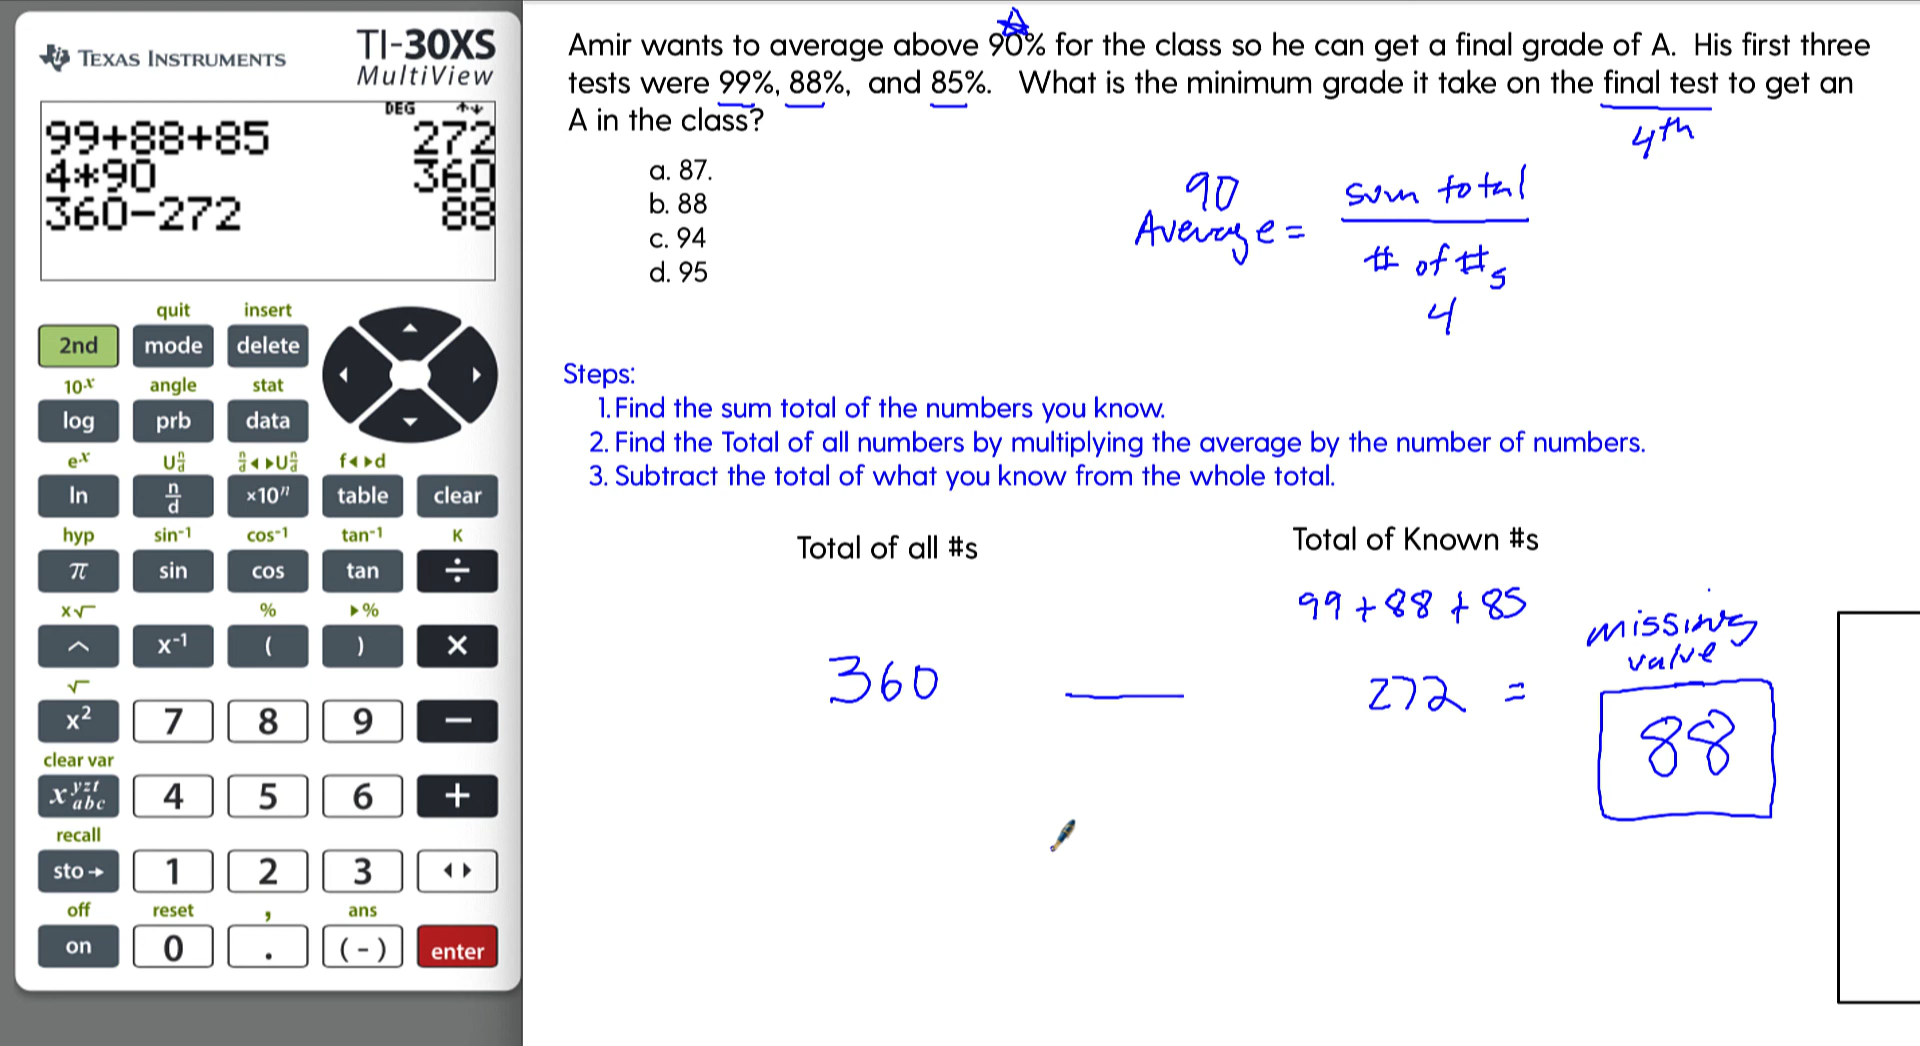 TEXAS INSTRUMENTS
TI-30XS
MultiView
DEG
99+88+85 272
4*90 360
360-272 88
quit insert
2nd mode delete
10ˣ angle stat
log prb data
eˣ U n/d n/d ◂▸U n/d f◂▸d
ln n/d ×10ⁿ table clear
hyp sin⁻¹ cos⁻¹ tan⁻¹ K
π sin cos tan ÷
x√ % ▸%
^ x⁻¹ ( ) ×
√
x² 7 8 9 −
clear var
x yzt abc 4 5 6 +
recall
sto→ 1 2 3 ◂ ▸
off reset , ans
on 0 . (-) enter
Amir wants to average above 90% for the class so he can get a final grade of A. His first three
tests were 99%, 88%, and 85%. What is the minimum grade it take on the final test to get an
A in the class?
4th
a. 87.
b. 88
c. 94
d. 95
90
Average =
sum total
# of #s
4
Steps:
1. Find the sum total of the numbers you know.
2. Find the Total of all numbers by multiplying the average by the number of numbers.
3. Subtract the total of what you know from the whole total.
Total of all #s
Total of Known #s
99 + 88 + 85
missing
value
360 — 272 = 88